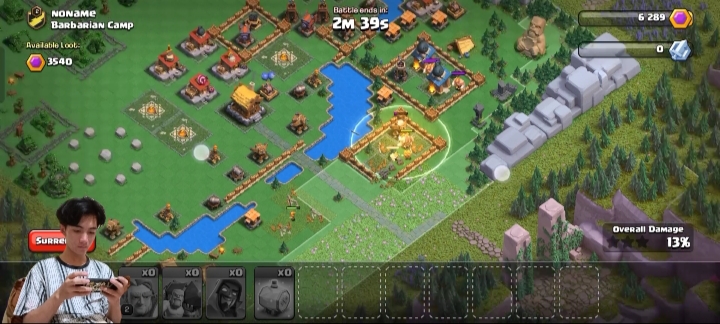 NONAME
Barbarian Camp
Available Loot:
3540
Battle ends in:
2M 39S
6 289
0
Surre
Overall Damage
13%
x0
x0
x0
x0
2